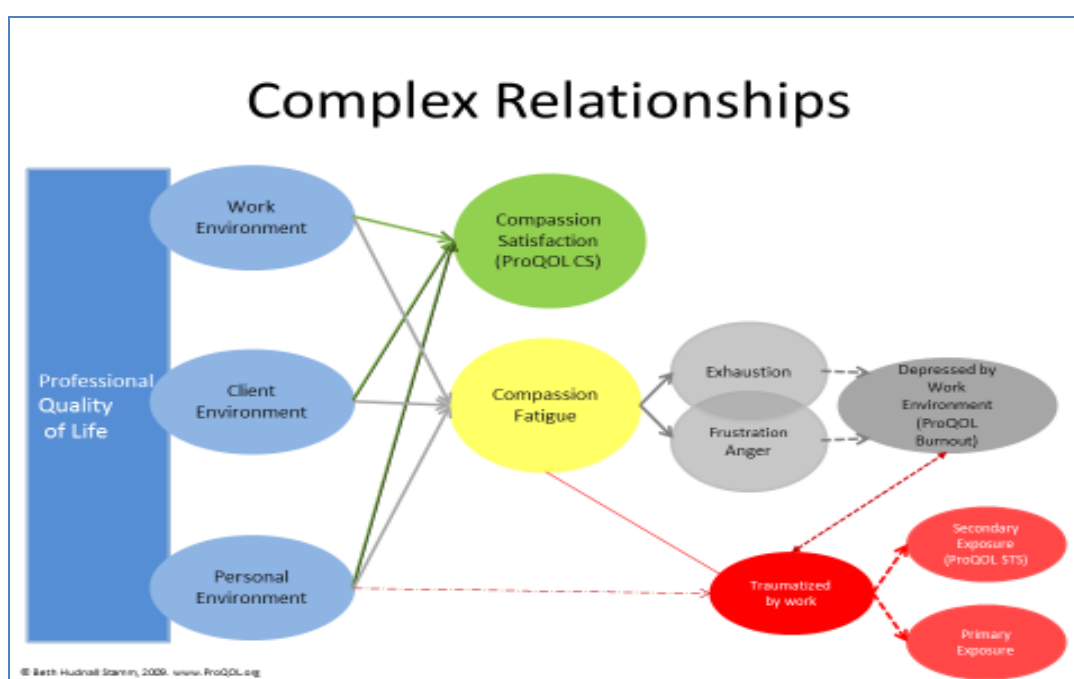 Complex Relationships
Work
Environment
Compassion
Satisfaction
(ProQOL CS)
Professional
Quality
of Life
Client
Environment
Compassion
Fatigue
Exhaustion
Frustration
Anger
Depressed by
Work
Environment
(ProQOL
Burnout)
Personal
Environment
Traumatized
by work
Secondary
Exposure
(ProQOL STS)
Primary
Exposure
© Beth Hudnall Stamm, 2009. www.ProQOL.org